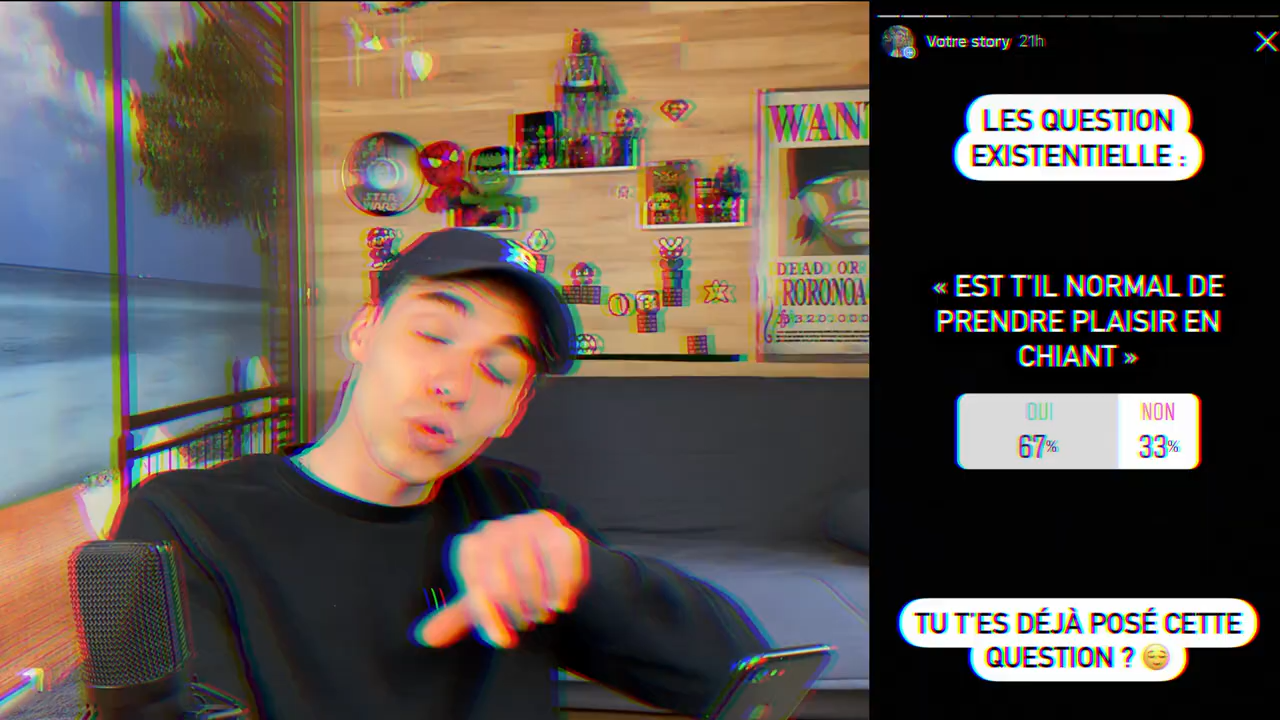 STAR
WARS
WANT
DEAD OR
RORONOA
Votre story 21h
LES QUESTION
EXISTENTIELLE :
« EST T'IL NORMAL DE
PRENDRE PLAISIR EN
CHIANT »
OUI NON
67% 33%
TU T'ES DÉJÀ POSÉ CETTE
QUESTION ? 😌